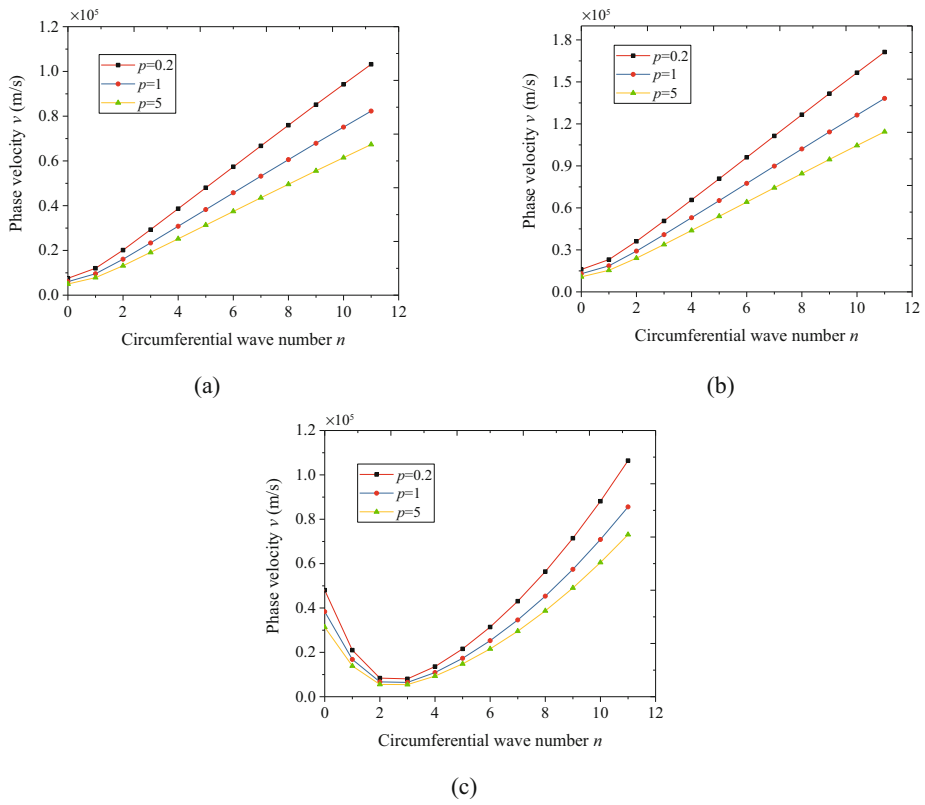 ×10⁵
1.2
1.0
0.8
0.6
0.4
0.2
0.0
Phase velocity v (m/s)
p=0.2
p=1
p=5
0 2 4 6 8 10 12
Circumferential wave number n
(a)
×10⁵
1.8
1.5
1.2
0.9
0.6
0.3
0.0
Phase velocity v (m/s)
p=0.2
p=1
p=5
0 2 4 6 8 10 12
Circumferential wave number n
(b)
×10⁵
1.2
1.0
0.8
0.6
0.4
0.2
0.0
Phase velocity v (m/s)
p=0.2
p=1
p=5
0 2 4 6 8 10 12
Circumferential wave number n
(c)